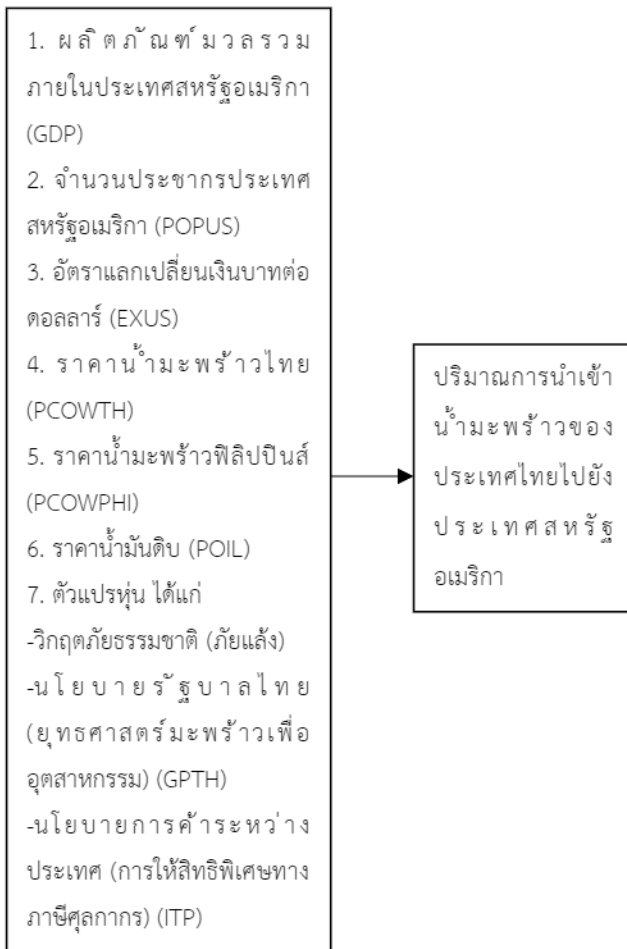 1. ผลิตภัณฑ์มวลรวม
ภายในประเทศสหรัฐอเมริกา
(GDP)
2. จำนวนประชากรประเทศ
สหรัฐอเมริกา (POPUS)
3. อัตราแลกเปลี่ยนเงินบาทต่อ
ดอลลาร์ (EXUS)
4. ราคาน้ำมะพร้าวไทย
(PCOWTH)
5. ราคาน้ำมะพร้าวฟิลิปปินส์
(PCOWPHI)
6. ราคาน้ำมันดิบ (POIL)
7. ตัวแปรหุ่น ได้แก่
-วิกฤตภัยธรรมชาติ (ภัยแล้ง)
-นโยบายรัฐบาลไทย
(ยุทธศาสตร์มะพร้าวเพื่อ
อุตสาหกรรม) (GPTH)
-นโยบายการค้าระหว่าง
ประเทศ (การให้สิทธิพิเศษทาง
ภาษีศุลกากร) (ITP)
ปริมาณการนำเข้า
น้ำมะพร้าวของ
ประเทศไทยไปยัง
ประเทศสหรัฐ
อเมริกา